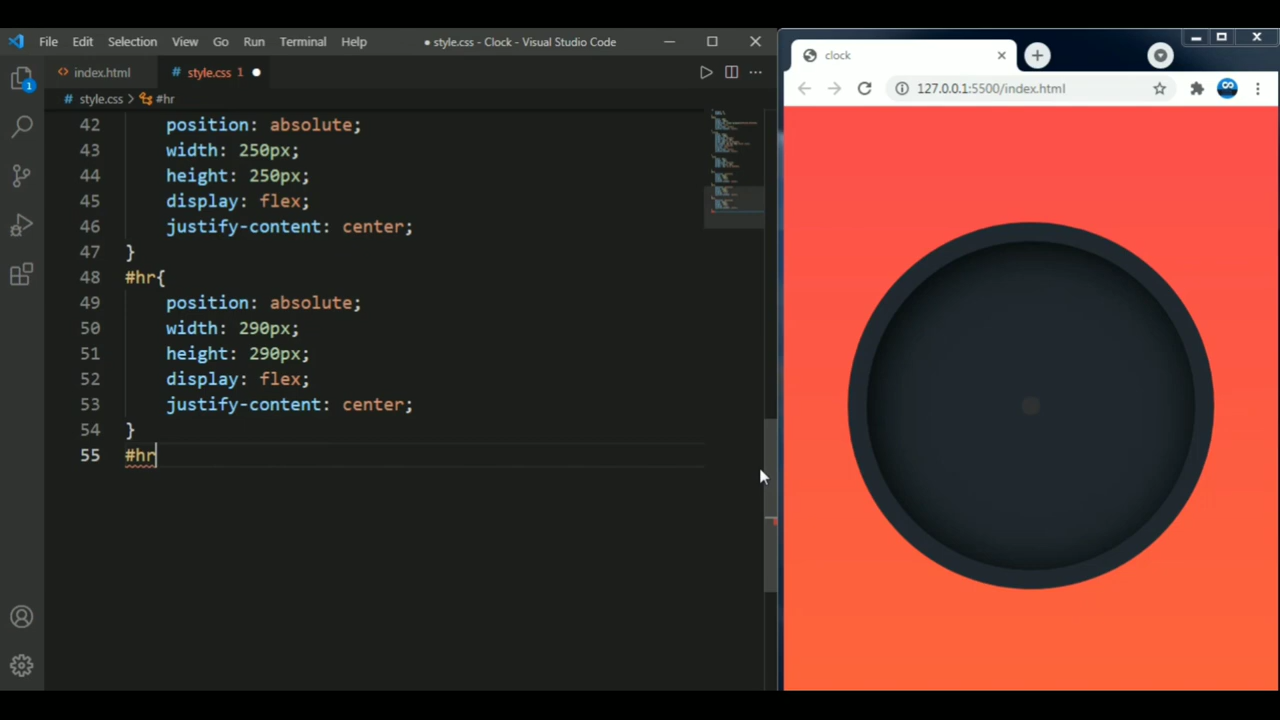 File Edit Selection View Go Run Terminal Help ● style.css - Clock - Visual Studio Code
clock
index.html # style.css 1
127.0.0.1:5500/index.html
# style.css > #hr
1
42 position: absolute;
43 width: 250px;
44 height: 250px;
45 display: flex;
46 justify-content: center;
47 }
48 #hr{
49 position: absolute;
50 width: 290px;
51 height: 290px;
52 display: flex;
53 justify-content: center;
54 }
55 #hr